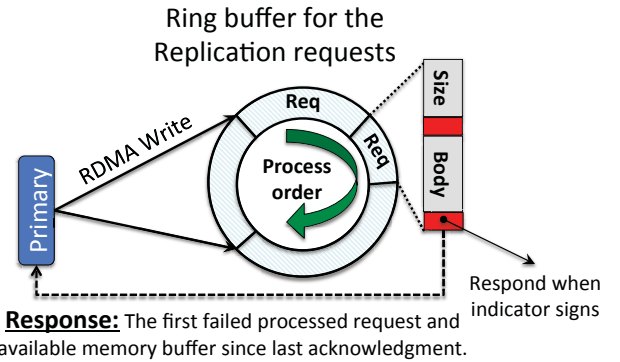 Ring buffer for the
Replication requests
Req
Size
RDMA Write
Req
Process
order
Body
Primary
Respond when
indicator signs
Response: The first failed processed request and
available memory buffer since last acknowledgment.